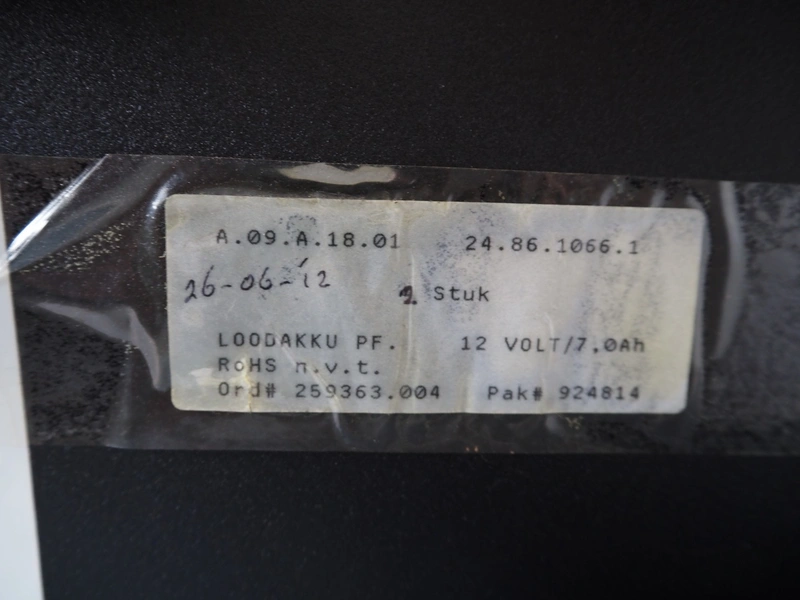 A.09.A.18.01 24.86.1066.1
26-06-'12
2 Stuk
LOODAKKU PF. 12 VOLT/7,0Ah
RoHS n.v.t.
Ord# 259363.004 Pak# 924814